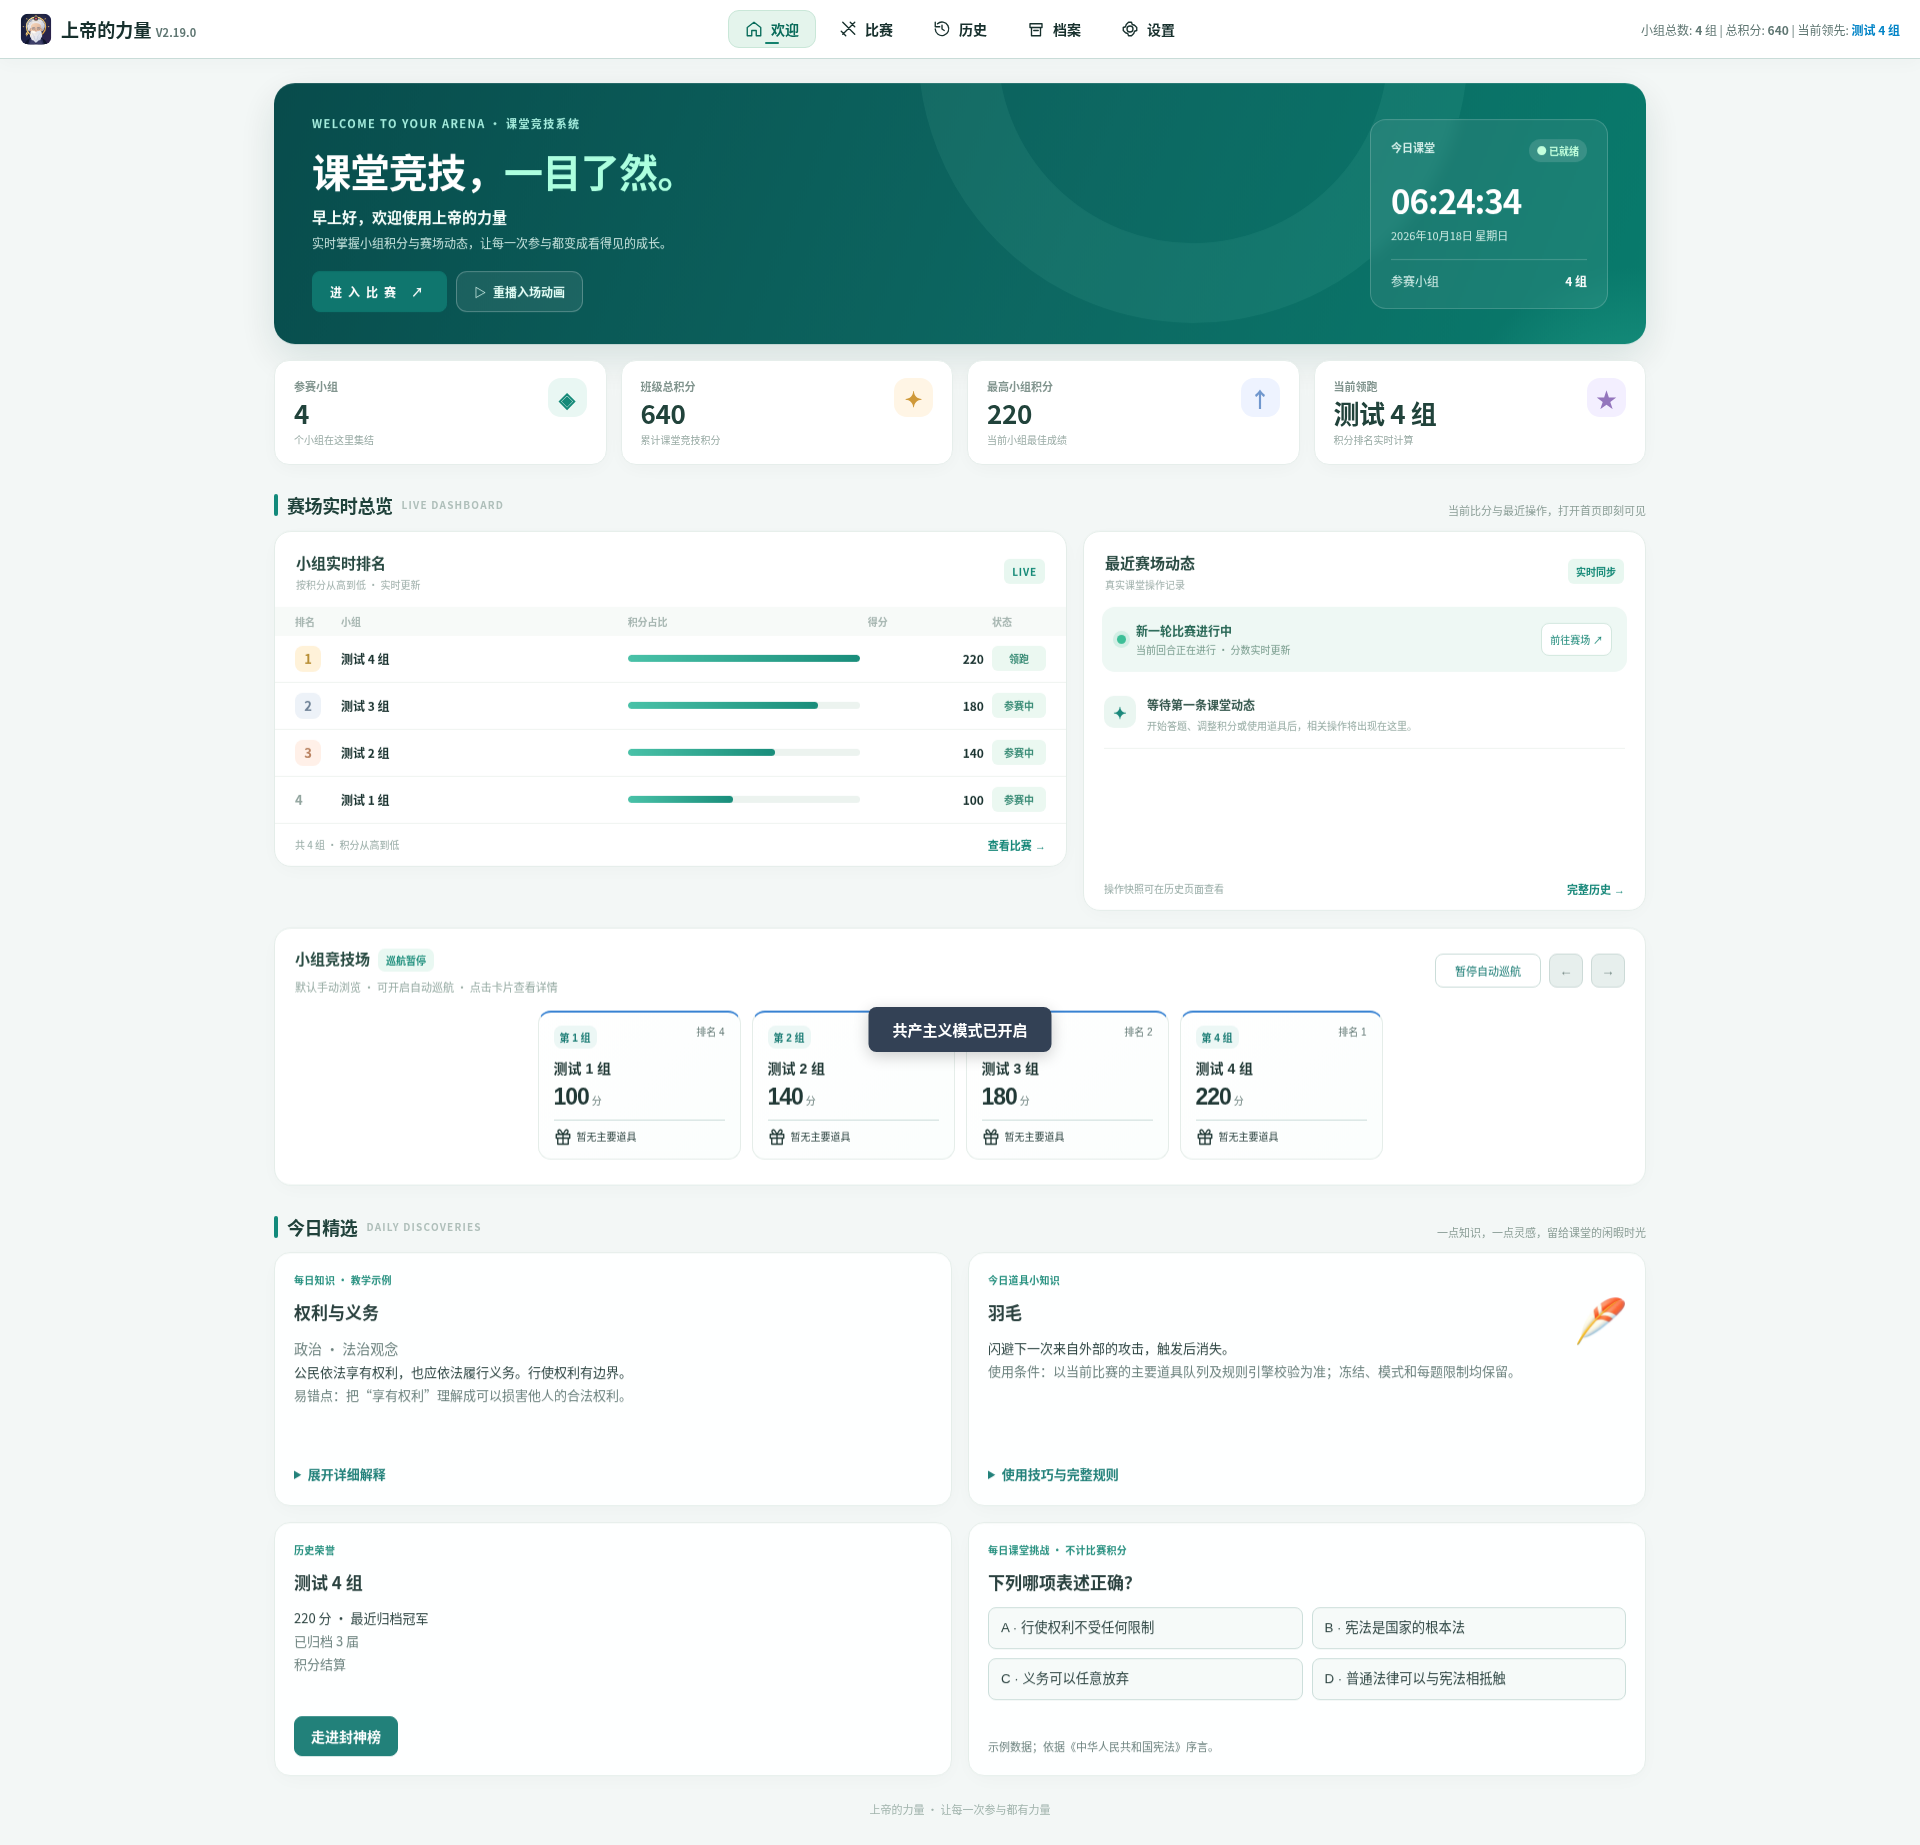 上帝的力量 V2.19.0
欢迎
比赛
历史
档案
设置
小组总数: 4 组 | 总积分: 640 | 当前领先: 测试 4 组
WELCOME TO YOUR ARENA · 课堂竞技系统
课堂竞技，一目了然。
早上好，欢迎使用上帝的力量
实时掌握小组积分与赛场动态，让每一次参与都变成看得见的成长。
进入比赛 ↗
▷ 重播入场动画
今日课堂
已就绪
06:24:34
2026年10月18日 星期日
参赛小组 4 组
参赛小组
4
个小组在这里集结
班级总积分
640
累计课堂竞技积分
最高小组积分
220
当前小组最佳成绩
当前领跑
测试 4 组
积分排名实时计算
赛场实时总览 LIVE DASHBOARD
当前比分与最近操作，打开首页即刻可见
小组实时排名
按积分从高到低 · 实时更新
LIVE
排名 小组 积分占比 得分 状态
1 测试 4 组 220 领跑
2 测试 3 组 180 参赛中
3 测试 2 组 140 参赛中
4 测试 1 组 100 参赛中
共 4 组 · 积分从高到低
查看比赛 →
最近赛场动态
真实课堂操作记录
实时同步
新一轮比赛进行中
当前回合正在进行 · 分数实时更新
前往赛场 ↗
等待第一条课堂动态
开始答题、调整积分或使用道具后，相关操作将出现在这里。
操作快照可在历史页面查看
完整历史 →
小组竞技场 巡航暂停
默认手动浏览 · 可开启自动巡航 · 点击卡片查看详情
暂停自动巡航
←
→
共产主义模式已开启
第 1 组 排名 4
测试 1 组
100 分
暂无主要道具
第 2 组
测试 2 组
140 分
暂无主要道具
排名 2
测试 3 组
180 分
暂无主要道具
第 4 组 排名 1
测试 4 组
220 分
暂无主要道具
今日精选 DAILY DISCOVERIES
一点知识，一点灵感，留给课堂的闲暇时光
每日知识 · 教学示例
权利与义务
政治 · 法治观念
公民依法享有权利，也应依法履行义务。行使权利有边界。
易错点：把“享有权利”理解成可以损害他人的合法权利。
展开详细解释
今日道具小知识
羽毛
闪避下一次来自外部的攻击，触发后消失。
使用条件：以当前比赛的主要道具队列及规则引擎校验为准；冻结、模式和每题限制均保留。
使用技巧与完整规则
历史荣誉
测试 4 组
220 分 · 最近归档冠军
已归档 3 届
积分结算
走进封神榜
每日课堂挑战 · 不计比赛积分
下列哪项表述正确？
A · 行使权利不受任何限制
B · 宪法是国家的根本法
C · 义务可以任意放弃
D · 普通法律可以与宪法相抵触
示例数据；依据《中华人民共和国宪法》序言。
上帝的力量 · 让每一次参与都有力量